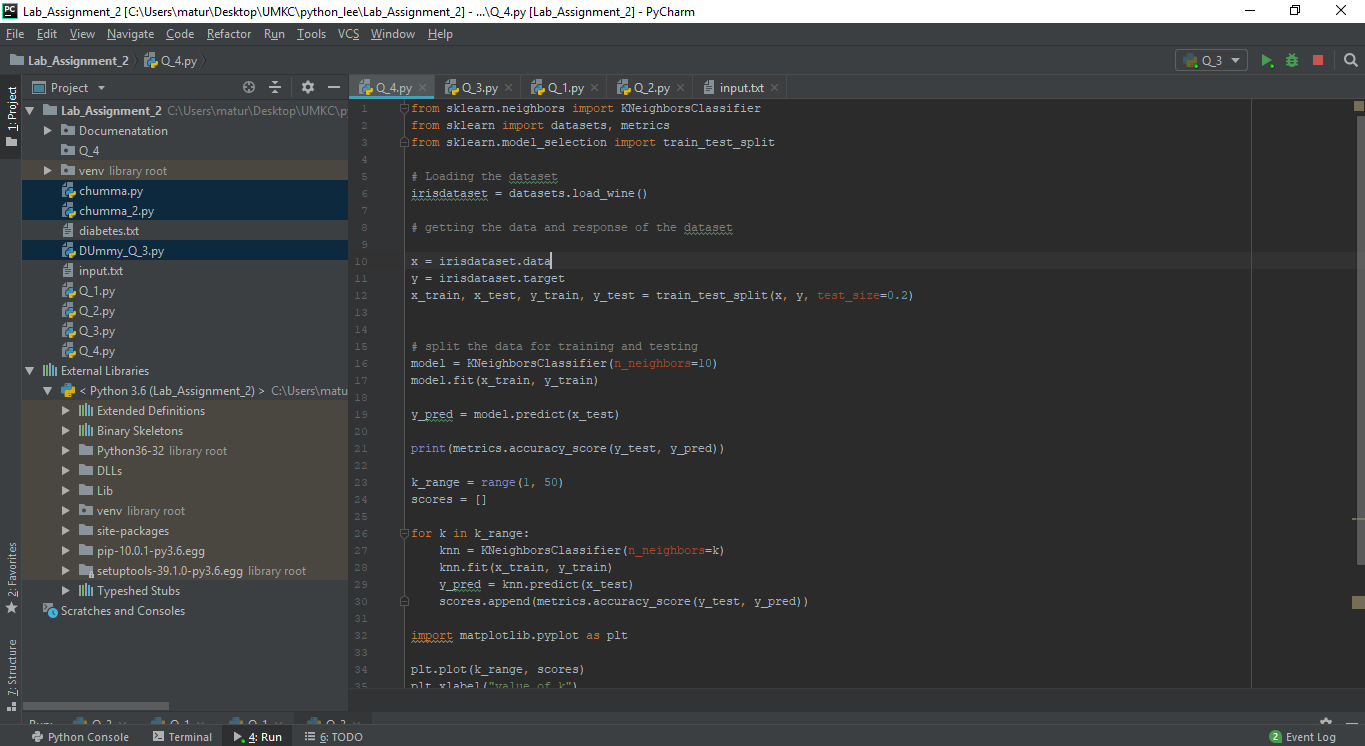 Lab_Assignment_2 [C:\Users\matur\Desktop\UMKC\python_lee\Lab_Assignment_2] - ...\Q_4.py [Lab_Assignment_2] - PyCharm
File Edit View Navigate Code Refactor Run Tools VCS Window Help
Lab_Assignment_2 Q_4.py
Q_3
1: Project
Project
Lab_Assignment_2 C:\Users\matur\Desktop\UMKC\p
Documenatation
Q_4
venv library root
chumma.py
chumma_2.py
diabetes.txt
DUmmy_Q_3.py
input.txt
Q_1.py
Q_2.py
Q_3.py
Q_4.py
External Libraries
< Python 3.6 (Lab_Assignment_2) > C:\Users\matu
Extended Definitions
Binary Skeletons
Python36-32 library root
DLLs
Lib
venv library root
site-packages
pip-10.0.1-py3.6.egg
setuptools-39.1.0-py3.6.egg library root
Typeshed Stubs
Scratches and Consoles
2: Favorites
7: Structure
Q_4.py Q_3.py Q_1.py Q_2.py input.txt
1 from sklearn.neighbors import KNeighborsClassifier
2 from sklearn import datasets, metrics
3 from sklearn.model_selection import train_test_split
4
5 # Loading the dataset
6 irisdataset = datasets.load_wine()
7
8 # getting the data and response of the dataset
9
10 x = irisdataset.data
11 y = irisdataset.target
12 x_train, x_test, y_train, y_test = train_test_split(x, y, test_size=0.2)
13
14
15 # split the data for training and testing
16 model = KNeighborsClassifier(n_neighbors=10)
17 model.fit(x_train, y_train)
18
19 y_pred = model.predict(x_test)
20
21 print(metrics.accuracy_score(y_test, y_pred))
22
23 k_range = range(1, 50)
24 scores = []
25
26 for k in k_range:
27 knn = KNeighborsClassifier(n_neighbors=k)
28 knn.fit(x_train, y_train)
29 y_pred = knn.predict(x_test)
30 scores.append(metrics.accuracy_score(y_test, y_pred))
31
32 import matplotlib.pyplot as plt
33
34 plt.plot(k_range, scores)
35 plt.xlabel("value of k")
Python Console Terminal 4: Run 6: TODO
2 Event Log